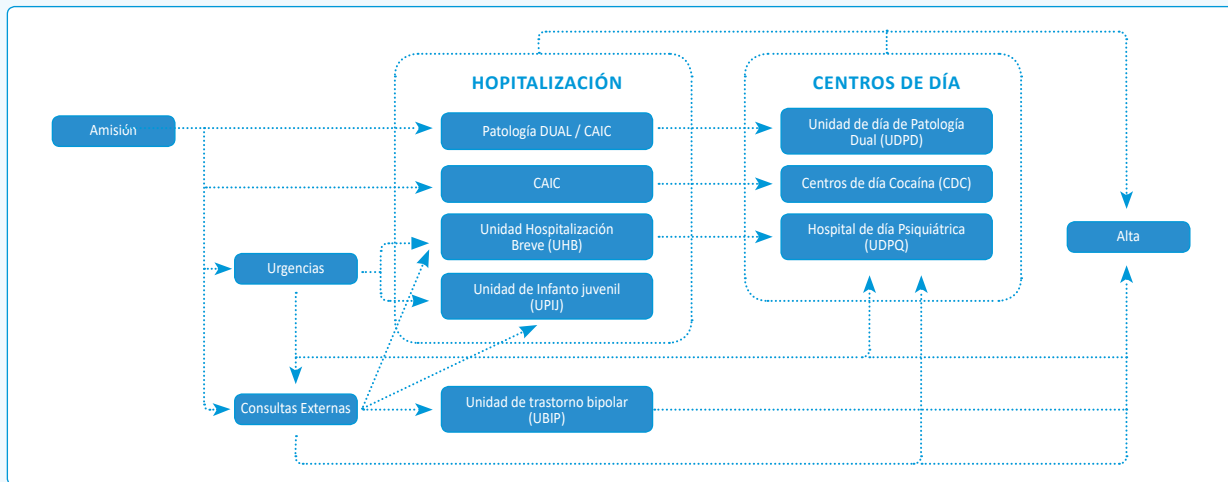 HOPITALIZACIÓN
CENTROS DE DÍA
Amisión
Patología DUAL / CAIC
Unidad de día de Patología
Dual (UDPD)
CAIC
Centros de día Cocaína (CDC)
Unidad Hospitalización
Breve (UHB)
Hospital de día Psiquiátrica
(UDPQ)
Alta
Urgencias
Unidad de Infanto juvenil
(UPIJ)
Consultas Externas
Unidad de trastorno bipolar
(UBIP)